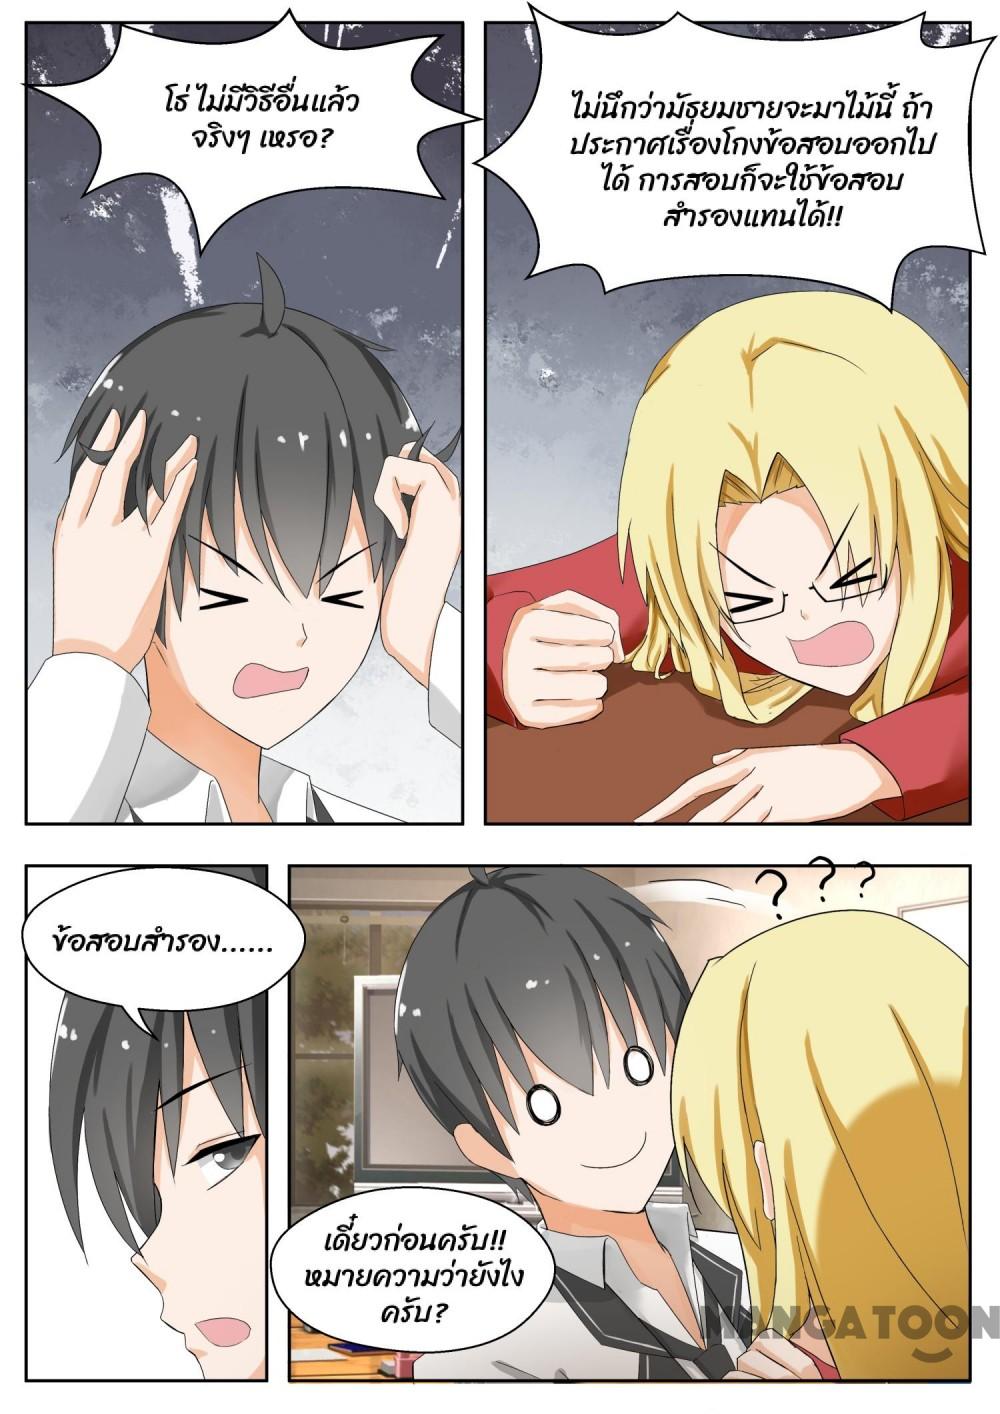 โธ่ ไม่มีวิธีอื่นแล้ว
จริงๆ เหรอ?
ไม่นึกว่ามัธยมชายจะมาไม้นี้ ถ้า
ประกาศเรื่องโกงข้อสอบออกไป
ได้ การสอบก็จะใช้ข้อสอบ
สำรองแทนได้!!
ข้อสอบสำรอง......
? ? ?
เดี๋ยวก่อนครับ!!
หมายความว่ายังไง
ครับ?
MANGATOON